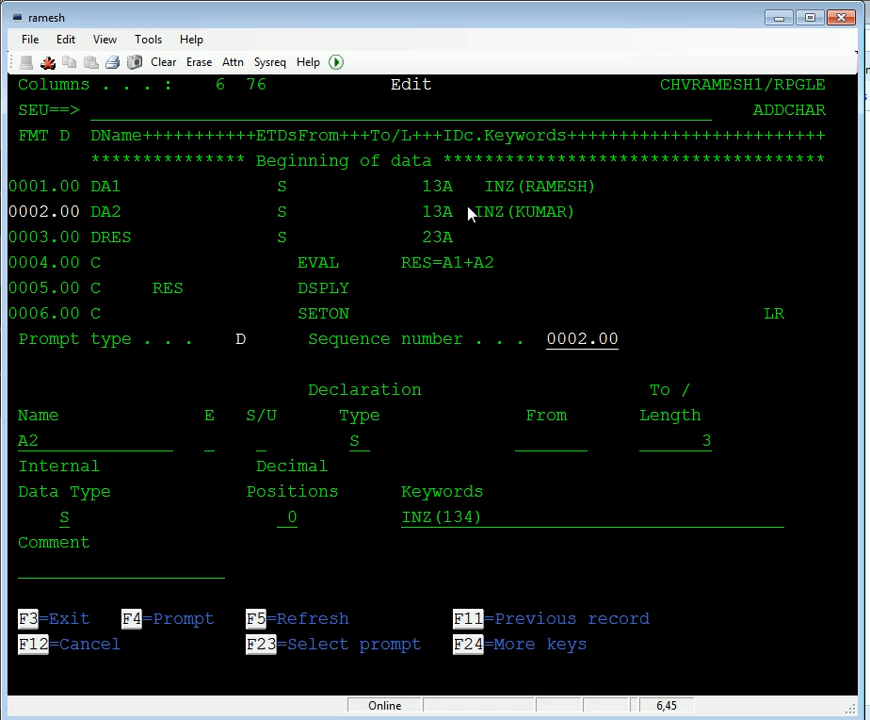 ramesh
File Edit View Tools Help
Clear Erase Attn Sysreq Help
Columns . . . : 6 76 Edit CHVRAMESH1/RPGLE
SEU==> ADDCHAR
FMT D DName+++++++++++ETDsFrom+++To/L+++IDc.Keywords+++++++++++++++++++++++++
*************** Beginning of data *************************************
0001.00 DA1 S 13A INZ(RAMESH)
0002.00 DA2 S 13A INZ(KUMAR)
0003.00 DRES S 23A
0004.00 C EVAL RES=A1+A2
0005.00 C RES DSPLY
0006.00 C SETON LR
Prompt type . . . D Sequence number . . . 0002.00
Declaration To /
Name E S/U Type From Length
A2 S 3
Internal Decimal
Data Type Positions Keywords
S 0 INZ(134)
Comment
F3=Exit F4=Prompt F5=Refresh F11=Previous record
F12=Cancel F23=Select prompt F24=More keys
Online 6,45